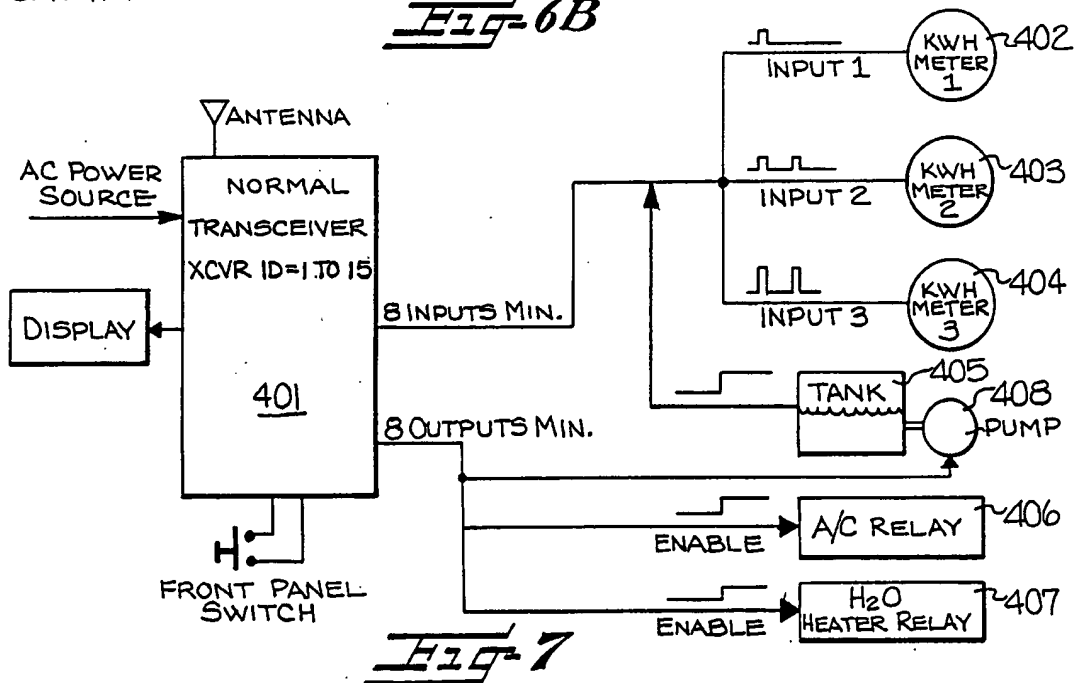 Fig-6B
ANTENNA
AC POWER
SOURCE
NORMAL
TRANSCEIVER
XCVR ID=1 TO 15
401
DISPLAY
FRONT PANEL
SWITCH
8 INPUTS MIN.
8 OUTPUTS MIN.
INPUT 1
KWH
METER
1
402
INPUT 2
KWH
METER
2
403
INPUT 3
KWH
METER
3
404
TANK
405
408
PUMP
ENABLE
A/C RELAY
406
ENABLE
H2O
HEATER RELAY
407
Fig-7